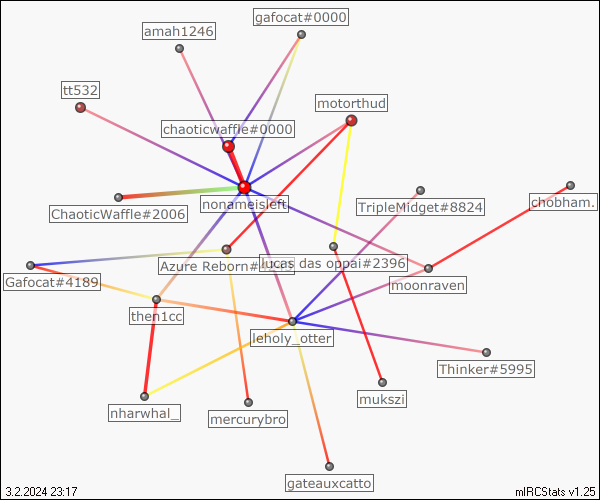 gafocat#0000
amah1246
tt532
motorthud
chaoticwaffle#0000
nonameisleft
ChaoticWaffle#2006
TripleMidget#8824
chobham.
Azure Reborn#
lucas das oppai#2396
Gafocat#4189
moonraven
then1cc
leholy_otter
Thinker#5995
mukszi
nharwhal_
mercurybro
gateauxcatto
3.2.2024 23:17
mIRCStats v1.25